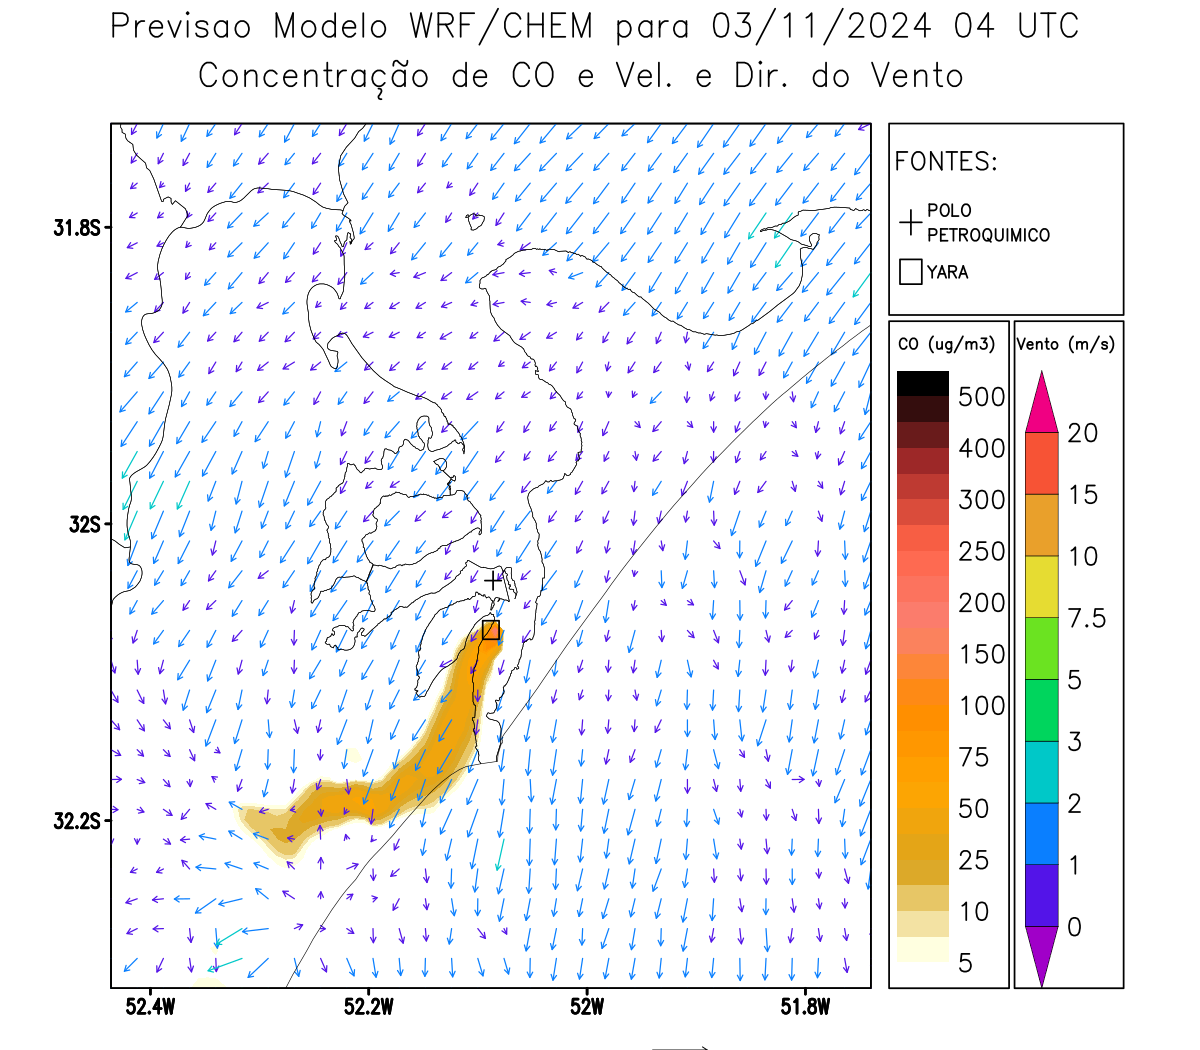 Previsao Modelo WRF/CHEM para 03/11/2024 04 UTC
Concentração de CO e Vel. e Dir. do Vento
FONTES:
POLO
PETROQUIMICO
YARA
31.8S
32S
32.2S
52.4W
52.2W
52W
51.8W
CO (ug/m3)
500
400
300
250
200
150
100
75
50
25
10
5
Vento (m/s)
20
15
10
7.5
5
3
2
1
0